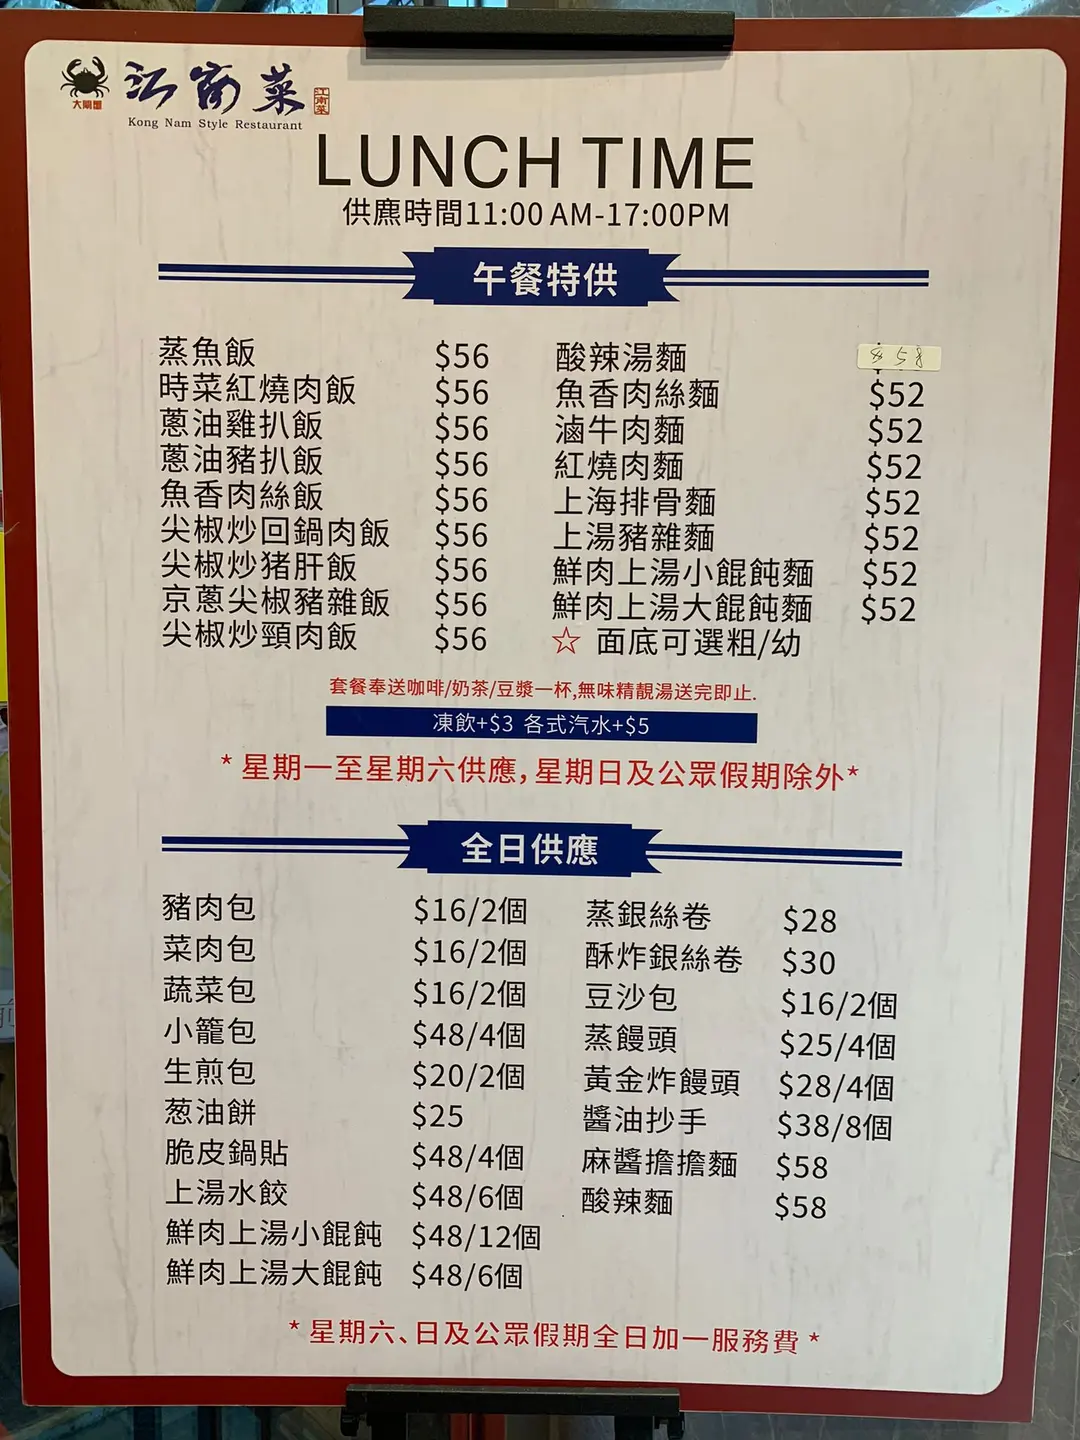 大閘蟹
江南菜
江南菜
Kong Nam Style Restaurant
LUNCH TIME
供應時間11:00 AM-17:00PM
午餐特供
蒸魚飯 $56
時菜紅燒肉飯 $56
蔥油雞扒飯 $56
蔥油豬扒飯 $56
魚香肉絲飯 $56
尖椒炒回鍋肉飯 $56
尖椒炒猪肝飯 $56
京蔥尖椒豬雜飯 $56
尖椒炒頸肉飯 $56
酸辣湯麵 $58
魚香肉絲麵 $52
滷牛肉麵 $52
紅燒肉麵 $52
上海排骨麵 $52
上湯豬雜麵 $52
鮮肉上湯小餛飩麵 $52
鮮肉上湯大餛飩麵 $52
☆ 面底可選粗/幼
套餐奉送咖啡/奶茶/豆漿一杯,無味精靚湯送完即止.
凍飲+$3 各式汽水+$5
*星期一至星期六供應,星期日及公眾假期除外*
全日供應
豬肉包 $16/2個
菜肉包 $16/2個
蔬菜包 $16/2個
小籠包 $48/4個
生煎包 $20/2個
葱油餅 $25
脆皮鍋貼 $48/4個
上湯水餃 $48/6個
鮮肉上湯小餛飩 $48/12個
鮮肉上湯大餛飩 $48/6個
蒸銀絲卷 $28
酥炸銀絲卷 $30
豆沙包 $16/2個
蒸饅頭 $25/4個
黃金炸饅頭 $28/4個
醬油抄手 $38/8個
麻醬擔擔麵 $58
酸辣麵 $58
*星期六、日及公眾假期全日加一服務費*